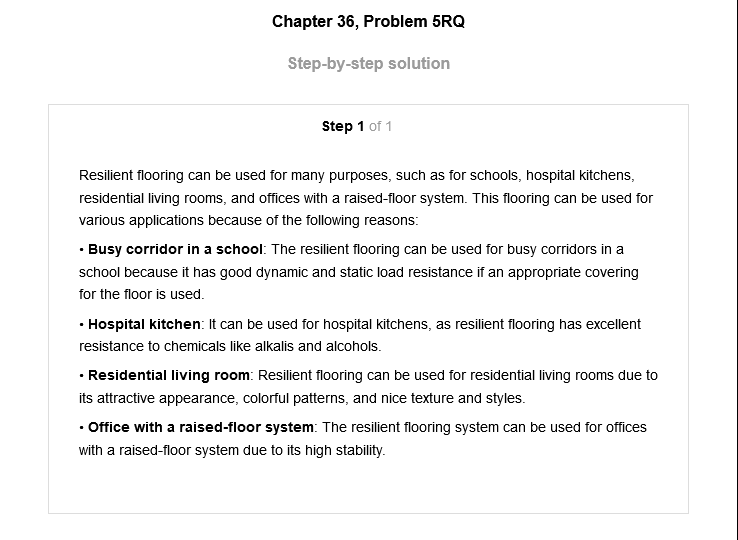 Chapter 36, Problem 5RQ
Step-by-step solution
Step 1 of 1
Resilient flooring can be used for many purposes, such as for schools, hospital kitchens,
residential living rooms, and offices with a raised-floor system. This flooring can be used for
various applications because of the following reasons:
• Busy corridor in a school: The resilient flooring can be used for busy corridors in a
school because it has good dynamic and static load resistance if an appropriate covering
for the floor is used.
• Hospital kitchen: It can be used for hospital kitchens, as resilient flooring has excellent
resistance to chemicals like alkalis and alcohols.
• Residential living room: Resilient flooring can be used for residential living rooms due to
its attractive appearance, colorful patterns, and nice texture and styles.
• Office with a raised-floor system: The resilient flooring system can be used for offices
with a raised-floor system due to its high stability.